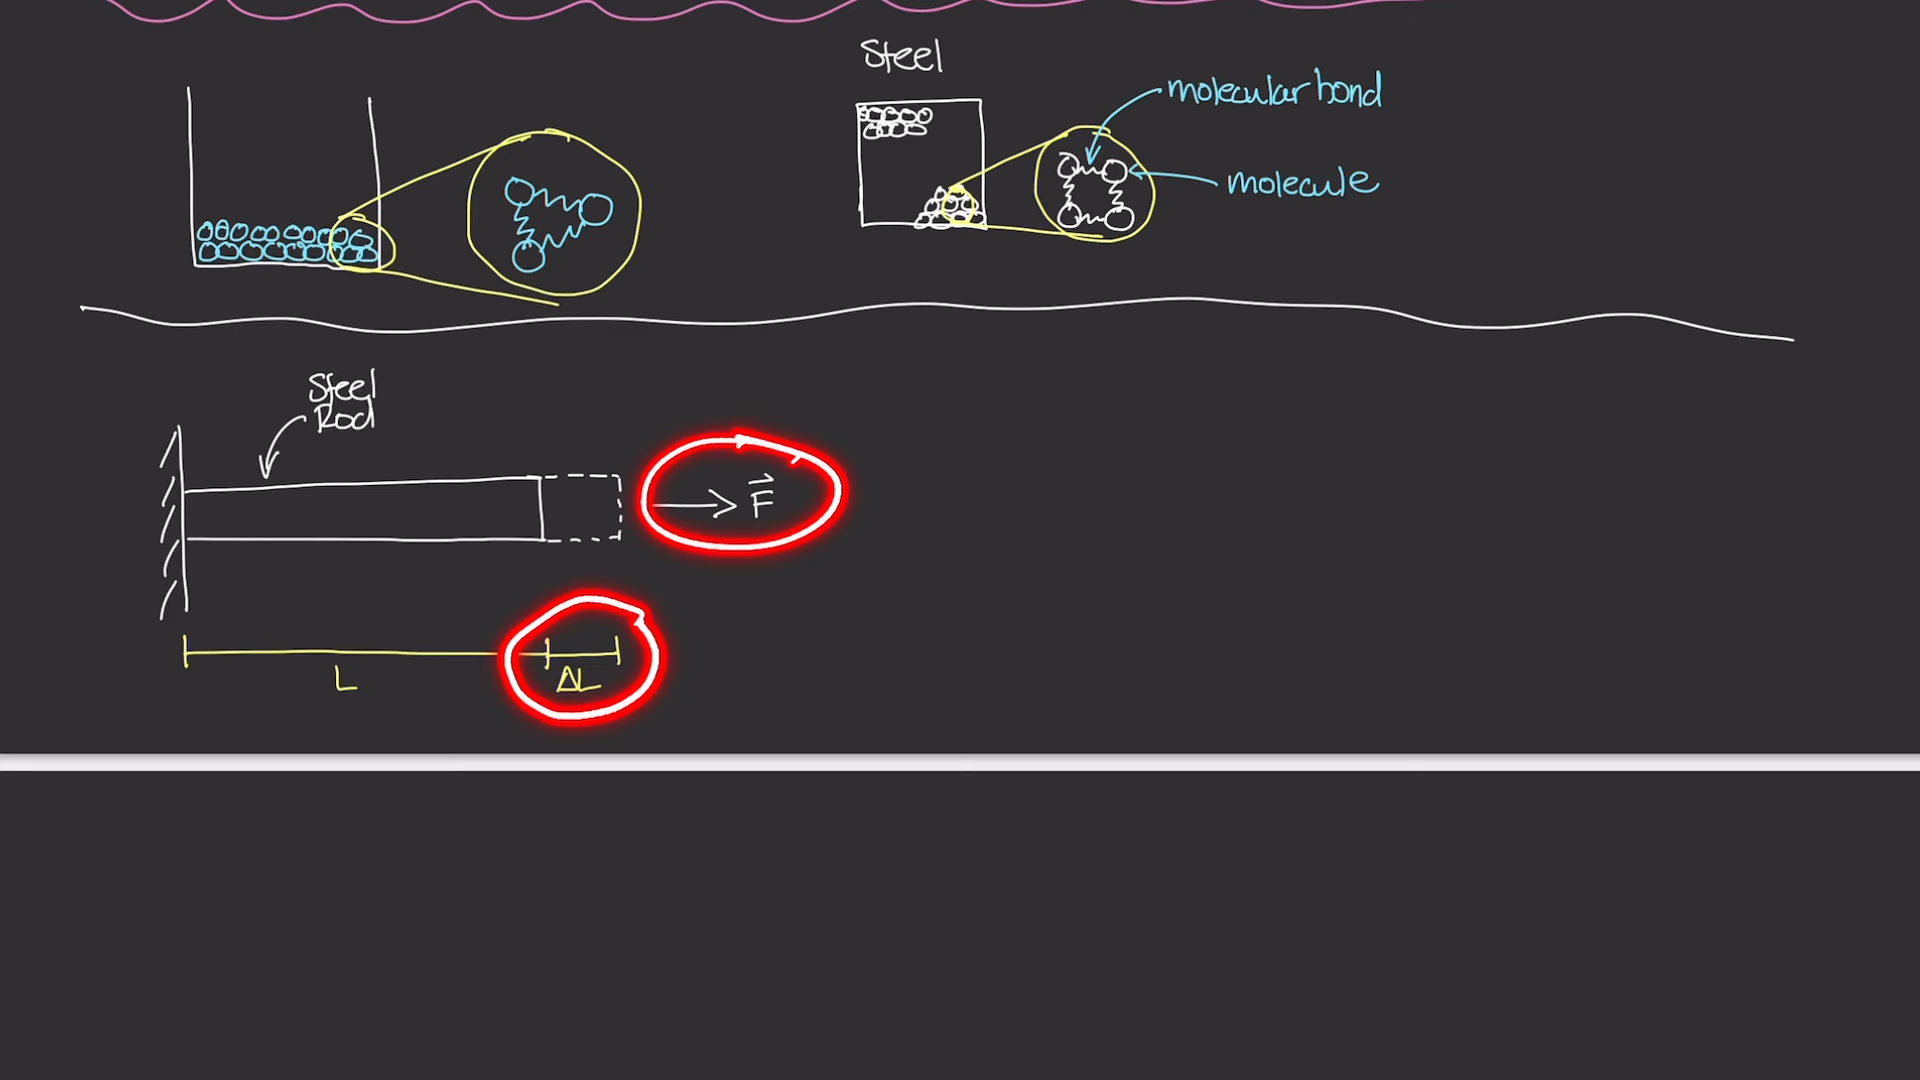 Steel
molecular bond
molecule
Steel
Rod
F⃗
L
ΔL